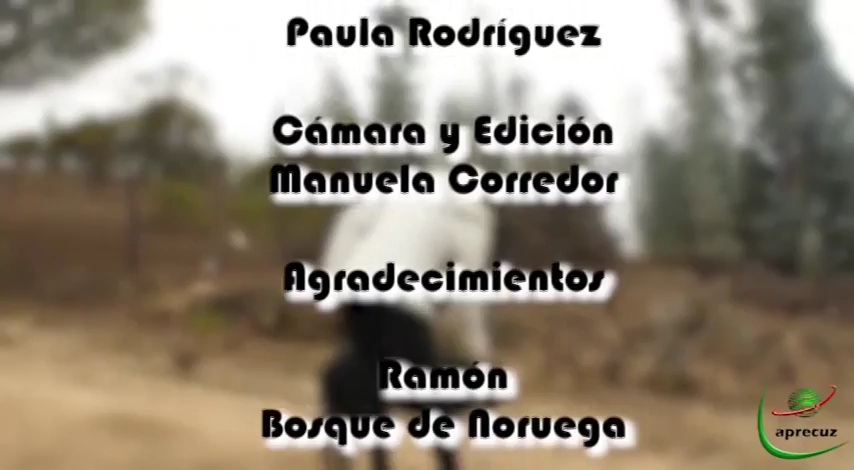 Paula Rodríguez
Cámara y Edición
Manuela Corredor
Agradecimientos
Ramón
Bosque de Noruega
aprecuz